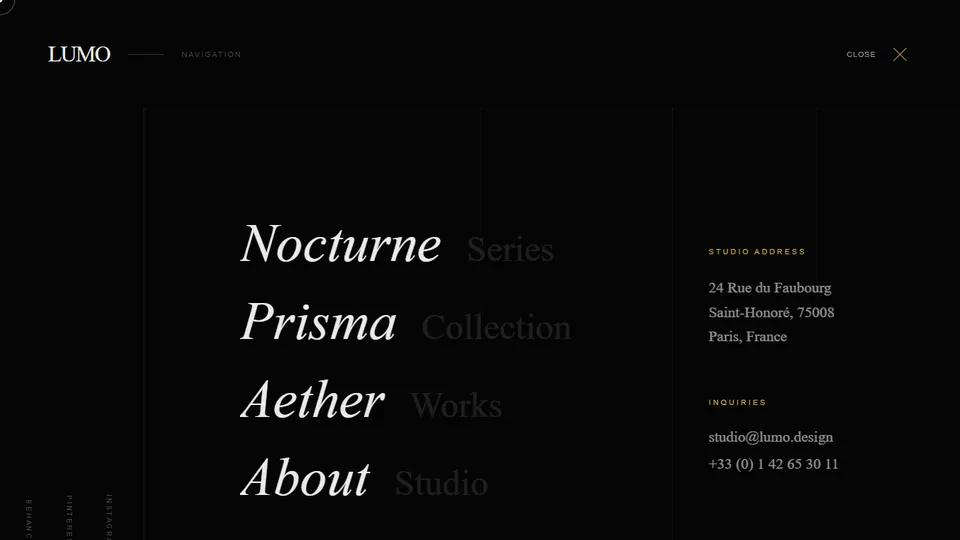 LUMO
NAVIGATION
CLOSE
Nocturne Series
Prisma Collection
Aether Works
About Studio
STUDIO ADDRESS
24 Rue du Faubourg
Saint-Honoré, 75008
Paris, France
INQUIRIES
studio@lumo.design
+33 (0) 1 42 65 30 11